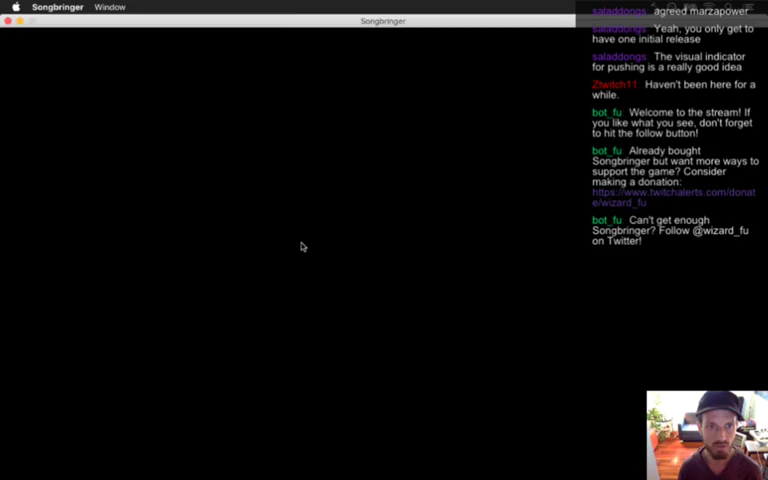 Songbringer Window
Songbringer
saladdongs agreed marzapower
saladdongs Yeah, you only get to
have one initial release
saladdongs The visual indicator
for pushing is a really good idea
Ztwitch11 Haven't been here for a
while.
bot_fu Welcome to the stream! If
you like what you see, don't forget
to hit the follow button!
bot_fu Already bought
Songbringer but want more ways to
support the game? Consider
making a donation:
https://www.twitchalerts.com/donat
e/wizard_fu
bot_fu Can't get enough
Songbringer? Follow @wizard_fu
on Twitter!